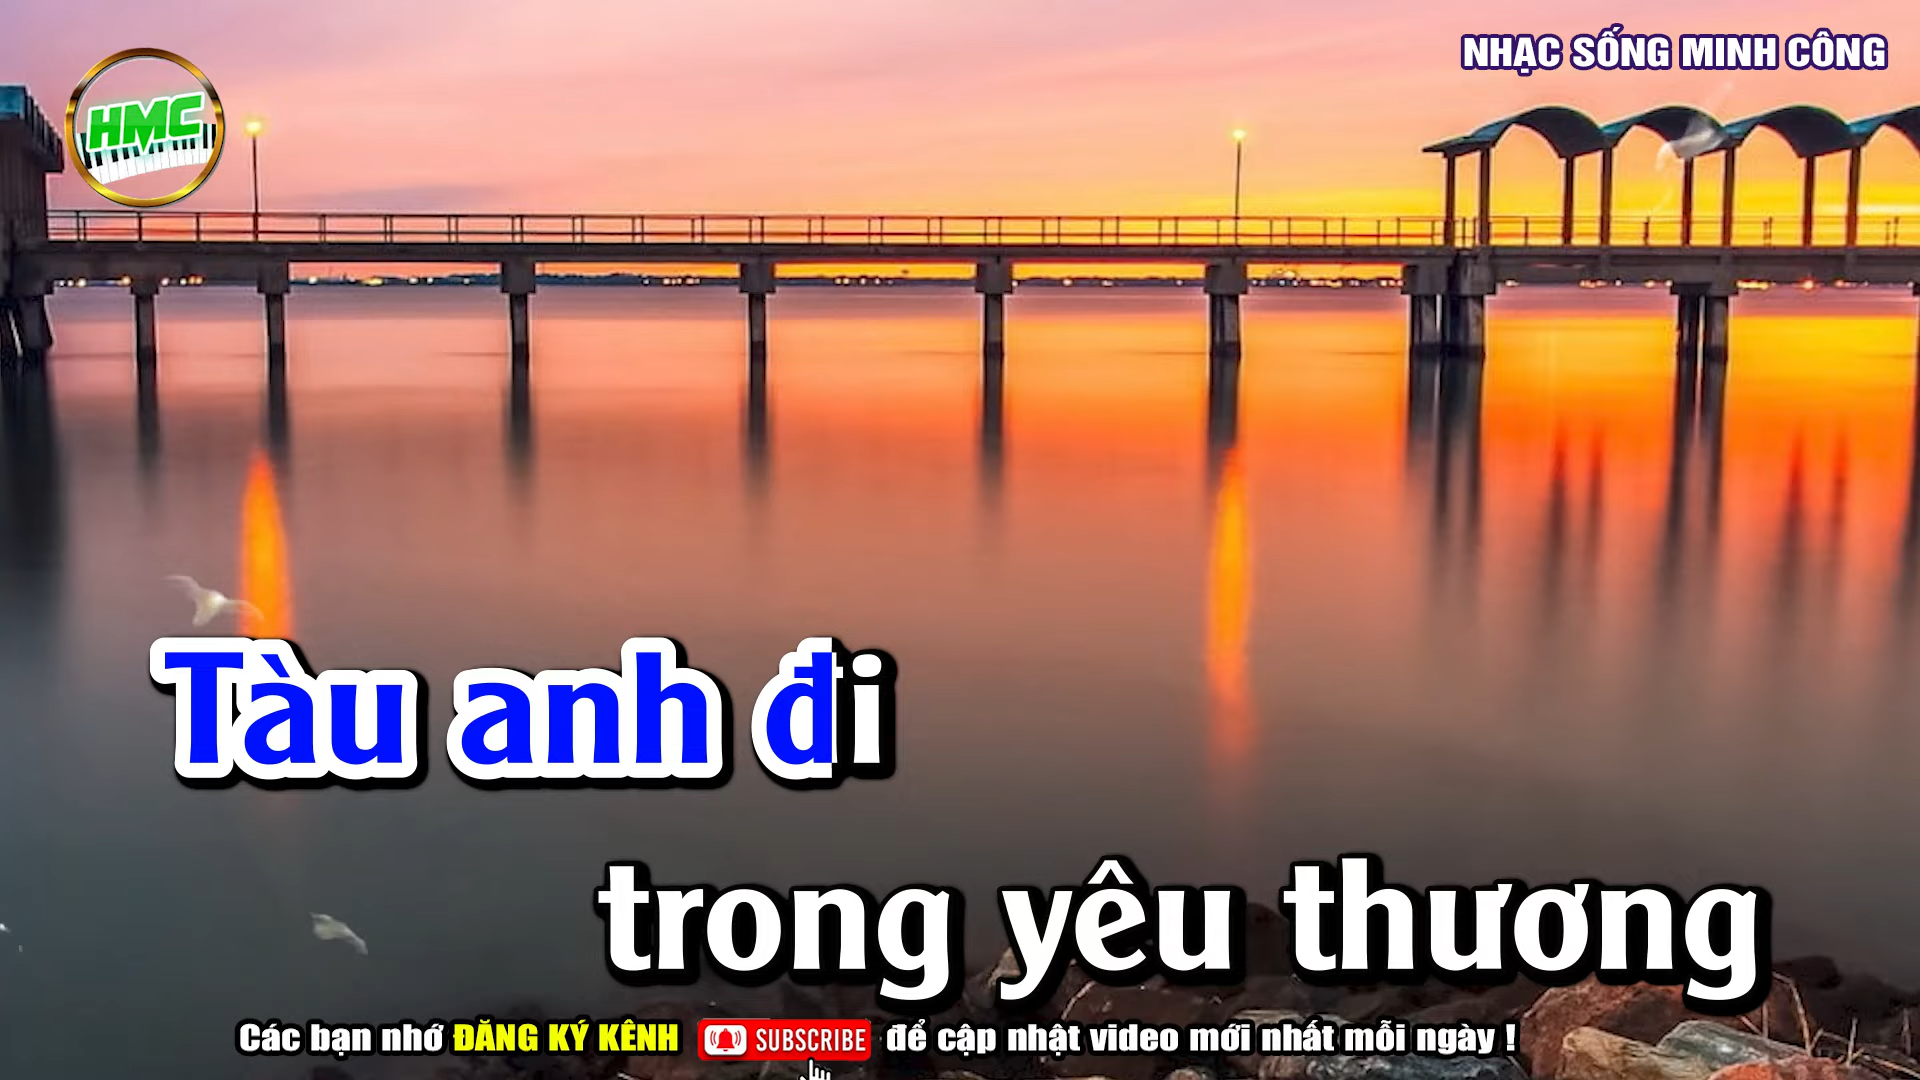 NHẠC SỐNG MINH CÔNG
HMC
Tàu anh đi
trong yêu thương
Các bạn nhớ ĐĂNG KÝ KÊNH SUBSCRIBE để cập nhật video mới nhất mỗi ngày !